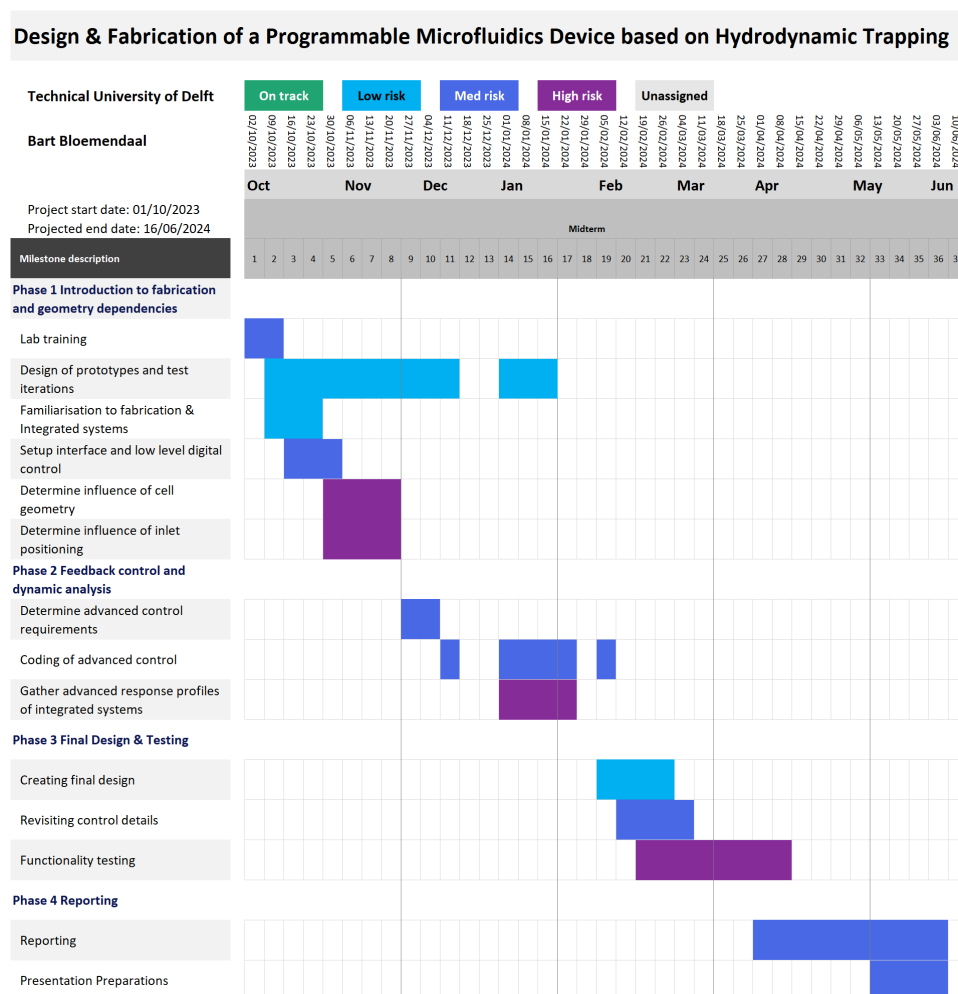 Design & Fabrication of a Programmable Microfluidics Device based on Hydrodynamic Trapping
Technical University of Delft
On track
Low risk
Med risk
High risk
Unassigned
Bart Bloemendaal
02/10/2023
09/10/2023
16/10/2023
23/10/2023
30/10/2023
06/11/2023
13/11/2023
20/11/2023
27/11/2023
04/12/2023
11/12/2023
18/12/2023
25/12/2023
01/01/2024
08/01/2024
15/01/2024
22/01/2024
29/01/2024
05/02/2024
12/02/2024
19/02/2024
26/02/2024
04/03/2024
11/03/2024
18/03/2024
25/03/2024
01/04/2024
08/04/2024
15/04/2024
22/04/2024
29/04/2024
06/05/2024
13/05/2024
20/05/2024
27/05/2024
03/06/2024
Oct Nov Dec Jan Feb Mar Apr May Jun
Project start date: 01/10/2023
Projected end date: 16/06/2024
Midterm
Milestone description
1 2 3 4 5 6 7 8 9 10 11 12 13 14 15 16 17 18 19 20 21 22 23 24 25 26 27 28 29 30 31 32 33 34 35 36
Phase 1 Introduction to fabrication
and geometry dependencies
Lab training
Design of prototypes and test
iterations
Familiarisation to fabrication &
Integrated systems
Setup interface and low level digital
control
Determine influence of cell
geometry
Determine influence of inlet
positioning
Phase 2 Feedback control and
dynamic analysis
Determine advanced control
requirements
Coding of advanced control
Gather advanced response profiles
of integrated systems
Phase 3 Final Design & Testing
Creating final design
Revisiting control details
Functionality testing
Phase 4 Reporting
Reporting
Presentation Preparations